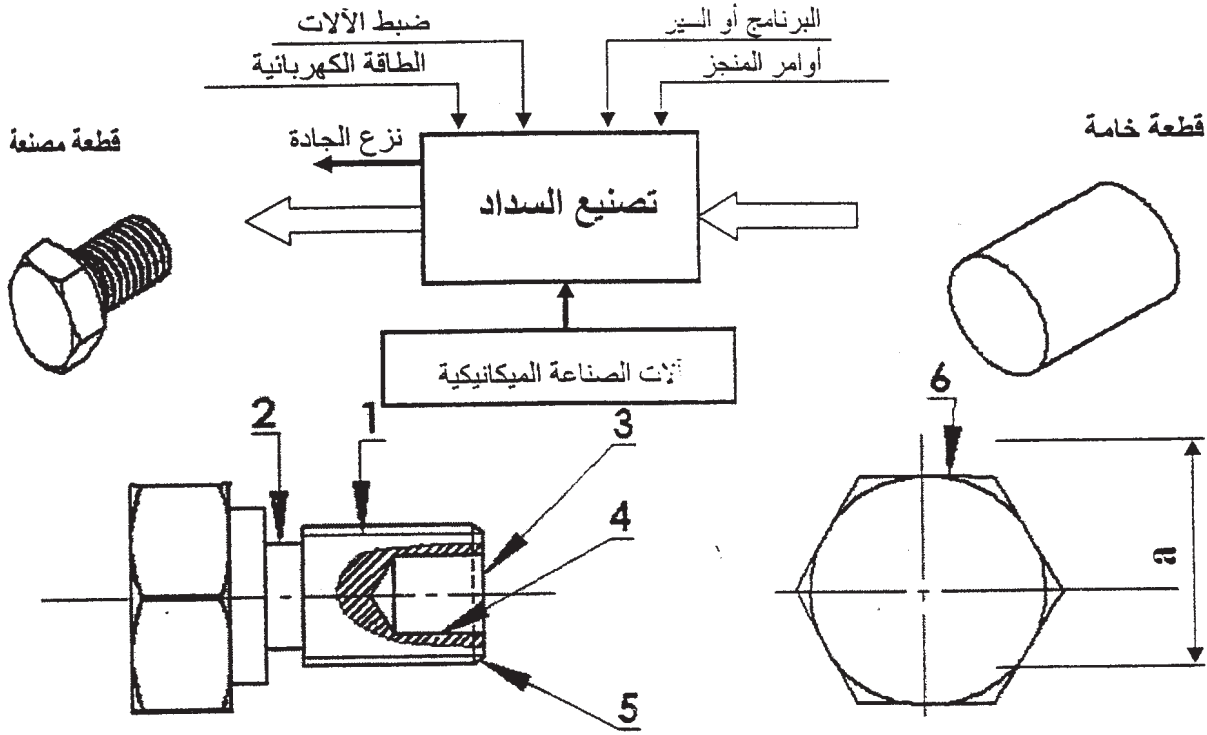 ضبط الآلات
الطاقة الكهربائية
البرنامج أو السير
أوامر المنجز
قطعة خامة
نزع الجادة
قطعة مصنعة
تصنيع السداد
آلات الصناعة الميكانيكية
6
2
1
3
4
a
5